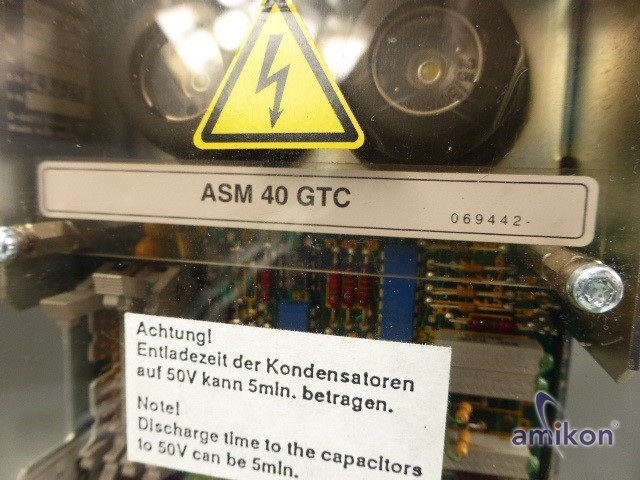 ASM 40 GTC
069442-
Achtung!
Entladezeit der Kondensatoren
auf 50V kann 5min. betragen.
Note!
Discharge time to the capacitors
to 50V can be 5min.
amikon®